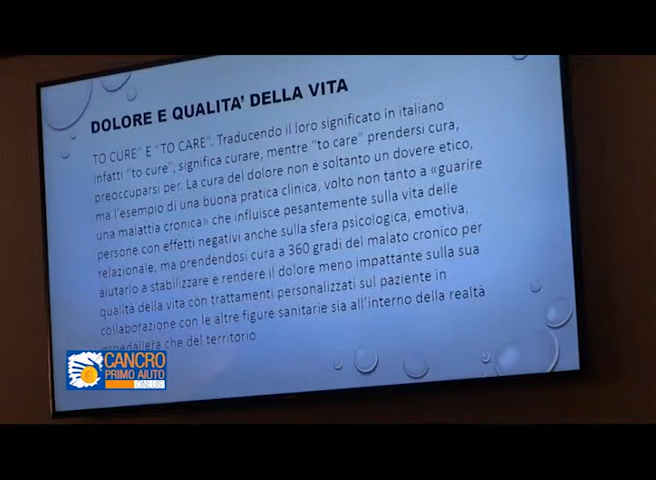 DOLORE E QUALITA' DELLA VITA
TO CURE" E "TO CARE". Traducendo il loro significato in italiano
infatti "to cure", significa curare, mentre "to care" prendersi cura,
preoccuparsi per. La cura del dolore non è soltanto un dovere etico,
ma l'esempio di una buona pratica clinica, volto non tanto a «guarire
una malattia cronica» che influisce pesantemente sulla vita delle
persone con effetti negativi anche sulla sfera psicologica, emotiva,
relazionale, ma prendendosi cura a 360 gradi del malato cronico per
aiutarlo a stabilizzare e rendere il dolore meno impattante sulla sua
qualità della vita con trattamenti personalizzati sul paziente in
collaborazione con le altre figure sanitarie sia all'interno della realtà
ospedaliera che del territorio
CANCRO
PRIMO AIUTO
ONLUS